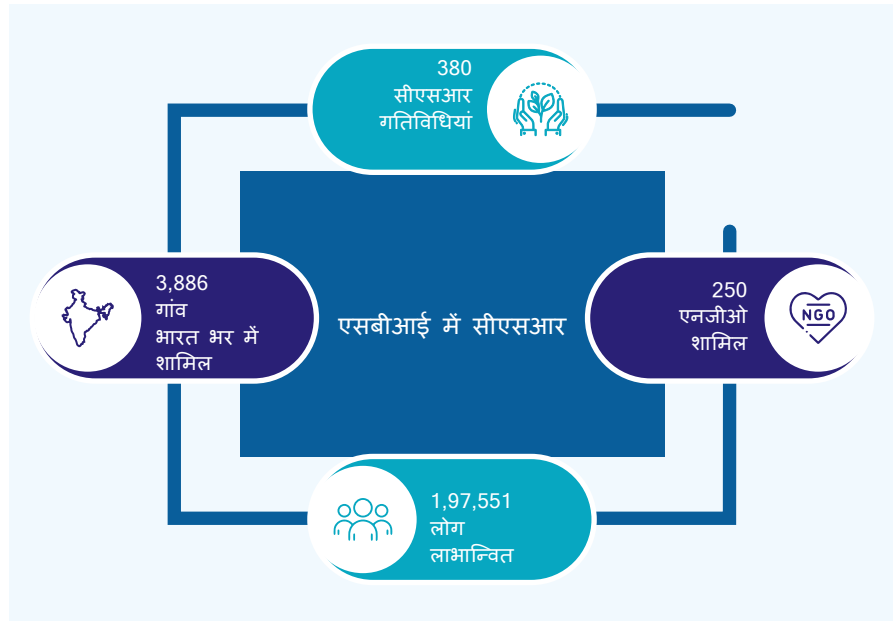 380
सीएसआर
गतिविधियां
3,886
गांव
भारत भर में
शामिल
एसबीआई में सीएसआर
250
एनजीओ
शामिल
NGO
1,97,551
लोग
लाभान्वित